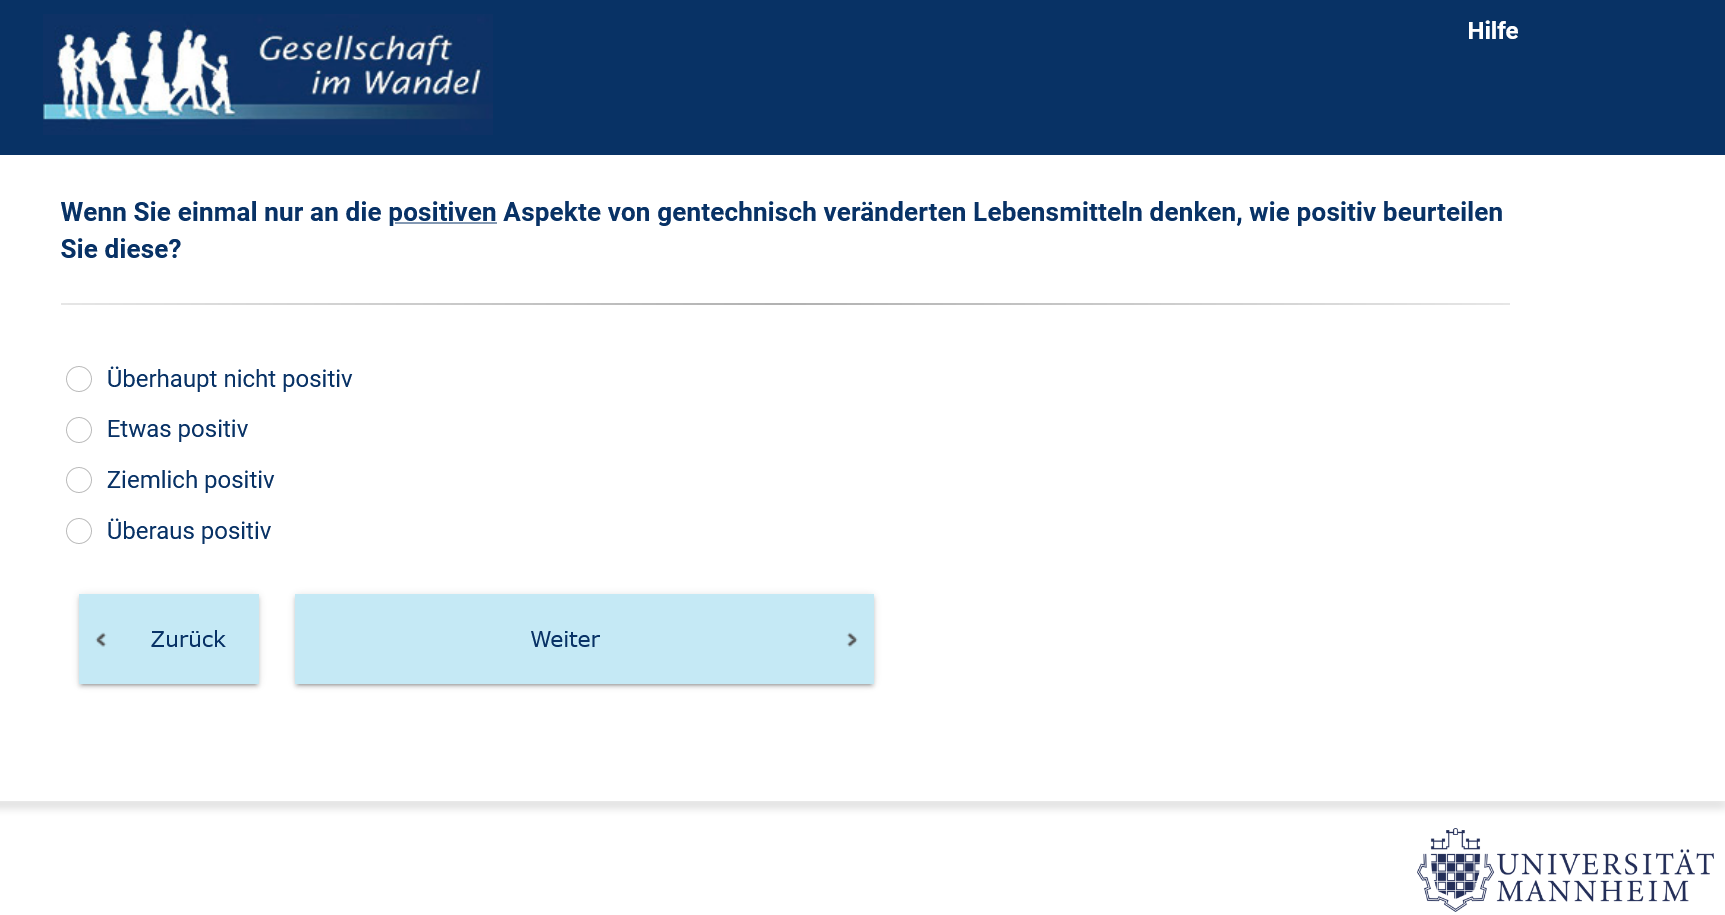 Gesellschaft
im Wandel
Hilfe
Wenn Sie einmal nur an die positiven Aspekte von gentechnisch veränderten Lebensmitteln denken, wie positiv beurteilen
Sie diese?
Überhaupt nicht positiv
Etwas positiv
Ziemlich positiv
Überaus positiv
Zurück
Weiter
UNIVERSITÄT
MANNHEIM